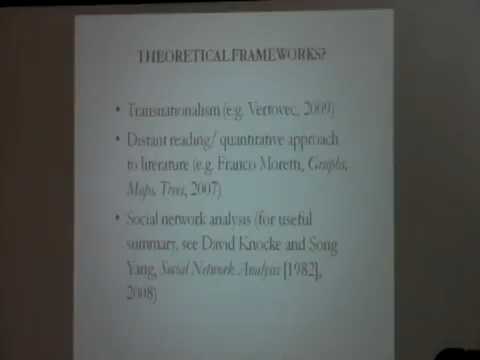 THEORETICAL FRAMEWORKS?
• Transnationalism (e.g. Vertovec, 2009)
• Distant reading/ quantitative approach
to literature (e.g. Franco Moretti, Graphs,
Maps, Trees, 2007)
• Social network analysis (for useful
summary, see David Knocke and Song
Yang, Social Network Analysis [1982],
2008)